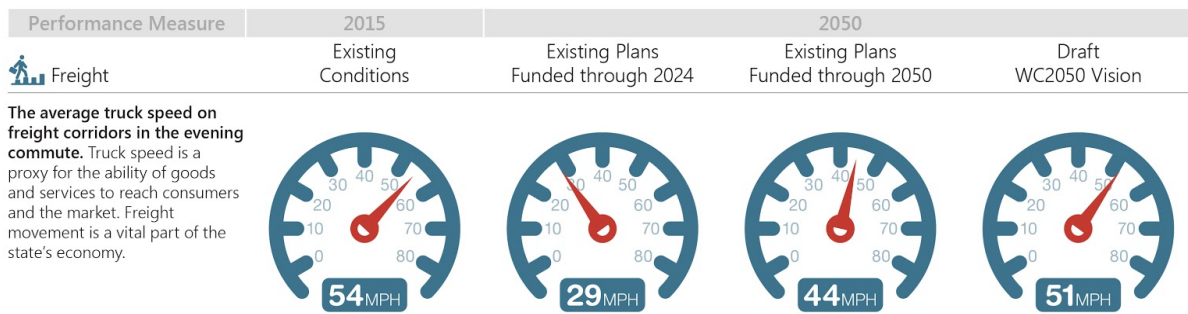 Performance Measure 2015 2050
Freight
Existing
Conditions
Existing Plans
Funded through 2024
Existing Plans
Funded through 2050
Draft
WC2050 Vision
The average truck speed on
freight corridors in the evening
commute. Truck speed is a
proxy for the ability of goods
and services to reach consumers
and the market. Freight
movement is a vital part of the
state's economy.
0 10 20 30 40 50 60 70 80
54MPH
0 10 20 30 40 50 60 70 80
29MPH
0 10 20 30 40 50 60 70 80
44MPH
0 10 20 30 40 50 60 70 80
51MPH